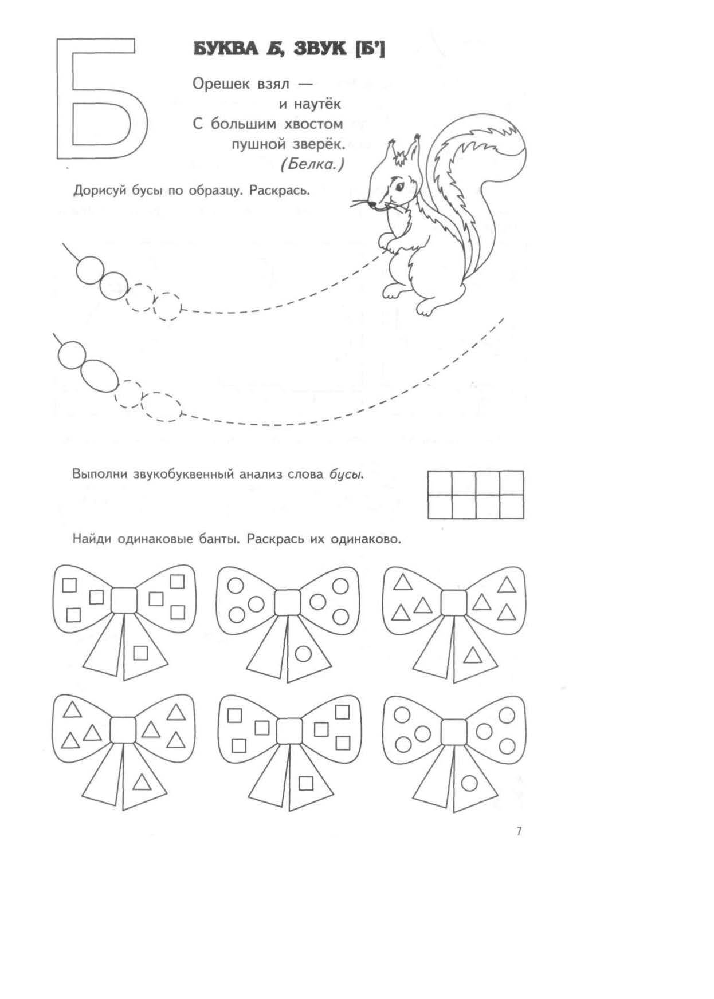 Б
БУКВА Б, ЗВУК [Б’]
Орешек взял —
и наутёк
С большим хвостом
пушной зверёк.
(Белка.)
Дорисуй бусы по образцу. Раскрась.
Выполни звукобуквенный анализ слова бусы.
Найди одинаковые банты. Раскрась их одинаково.
7